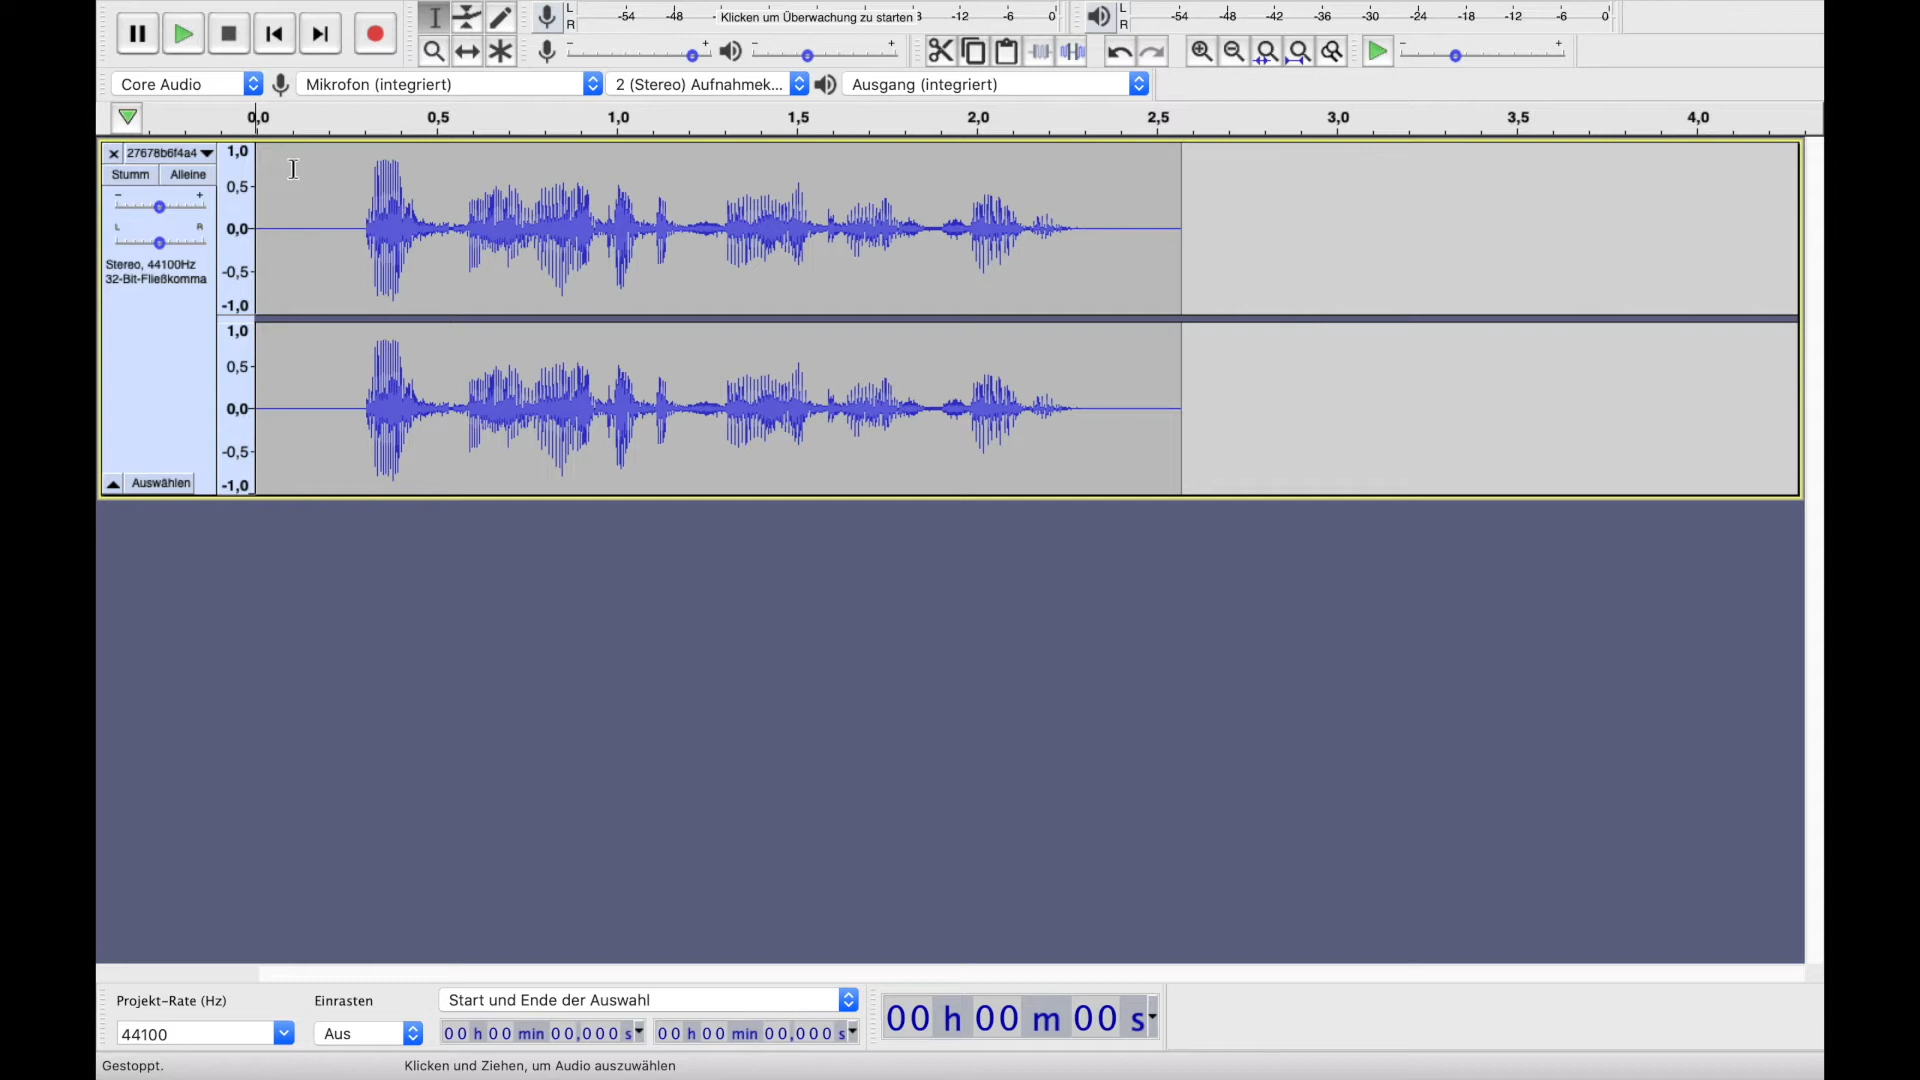 L
R
-54 -48 - Klicken um Überwachung zu starten 3 -12 -6 0
L
R
-54 -48 -42 -36 -30 -24 -18 -12 -6 0
- + - + - +
Core Audio Mikrofon (integriert) 2 (Stereo) Aufnahmek... Ausgang (integriert)
0,0 0,5 1,0 1,5 2,0 2,5 3,0 3,5 4,0
27678b6f4a4 1,0
Stumm Alleine
0,5
- +
L R
0,0
Stereo, 44100Hz
32-Bit-Fließkomma
-0,5
-1,0
1,0
0,5
0,0
-0,5
Auswählen
-1,0
Projekt-Rate (Hz) Einrasten Start und Ende der Auswahl
44100 Aus 00 h 00 min 00,000 s 00 h 00 min 00,000 s 00 h 00 m 00 s
Gestoppt. Klicken und Ziehen, um Audio auszuwählen